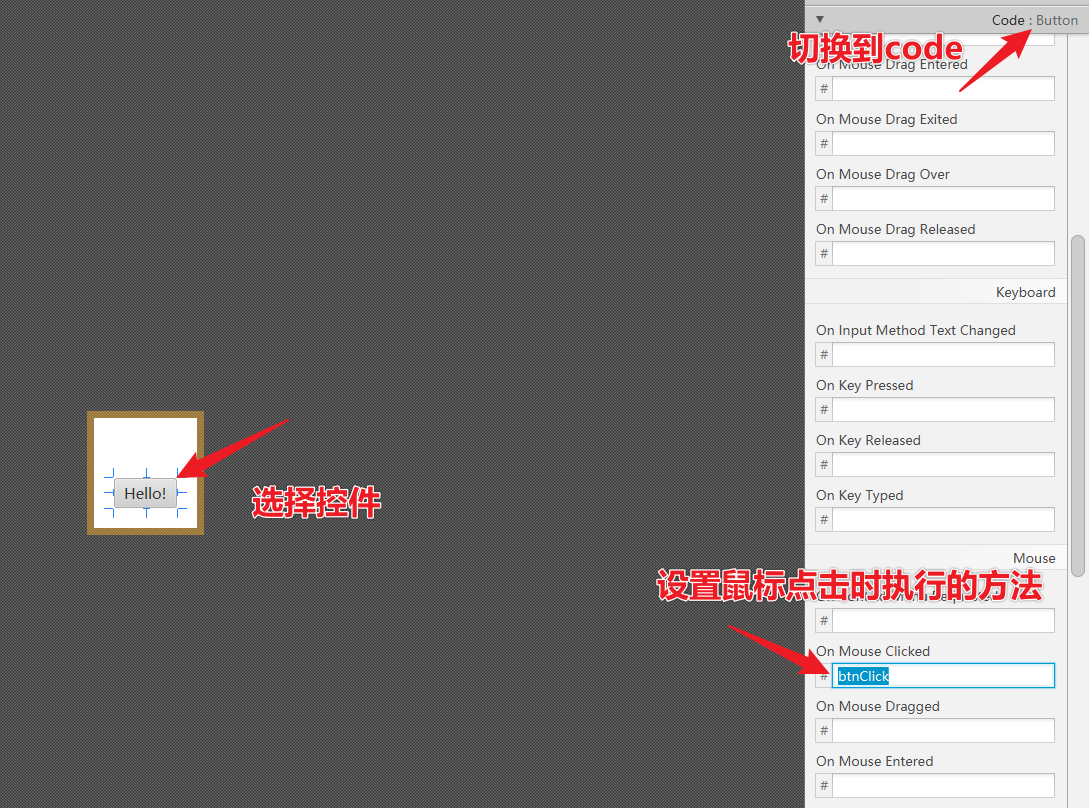 Code : Button
切换到code
On Mouse Drag Entered
#
On Mouse Drag Exited
#
On Mouse Drag Over
#
On Mouse Drag Released
#
Keyboard
On Input Method Text Changed
#
On Key Pressed
#
On Key Released
#
On Key Typed
#
Hello!
选择控件
Mouse
设置鼠标点击时执行的方法
#
On Mouse Clicked
# btnClick
On Mouse Dragged
#
On Mouse Entered
#